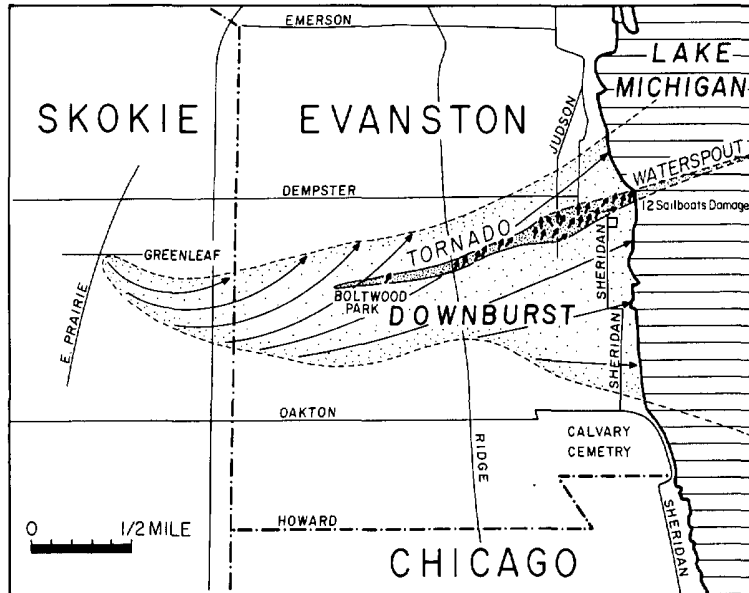 EMERSON
LAKE
MICHIGAN
SKOKIE
EVANSTON
JUDSON
WATERSPOUT
DEMPSTER
12 Sailboats Damage
TORNADO
GREENLEAF
BOLTWOOD
PARK
SHERIDAN
DOWNBURST
E. PRAIRIE
SHERIDAN
OAKTON
CALVARY
CEMETRY
RIDGE
HOWARD
0 1/2 MILE
CHICAGO
SHERIDAN